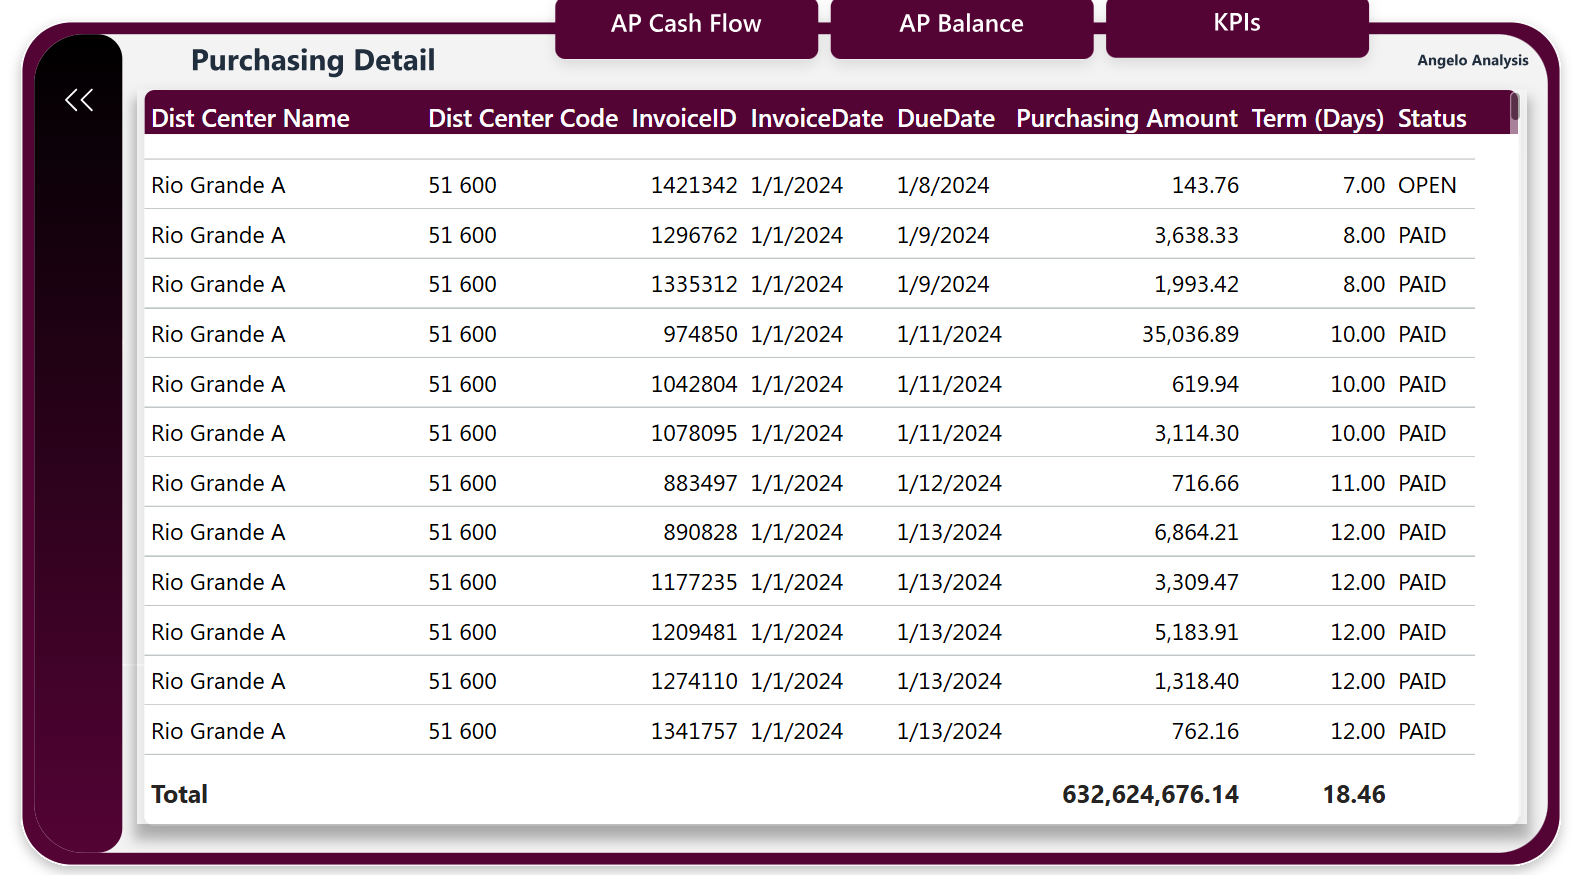 AP Cash Flow AP Balance KPIs
Purchasing Detail
Angelo Analysis
Dist Center Name Dist Center Code InvoiceID InvoiceDate DueDate Purchasing Amount Term (Days) Status
Rio Grande A 51 600 1421342 1/1/2024 1/8/2024 143.76 7.00 OPEN
Rio Grande A 51 600 1296762 1/1/2024 1/9/2024 3,638.33 8.00 PAID
Rio Grande A 51 600 1335312 1/1/2024 1/9/2024 1,993.42 8.00 PAID
Rio Grande A 51 600 974850 1/1/2024 1/11/2024 35,036.89 10.00 PAID
Rio Grande A 51 600 1042804 1/1/2024 1/11/2024 619.94 10.00 PAID
Rio Grande A 51 600 1078095 1/1/2024 1/11/2024 3,114.30 10.00 PAID
Rio Grande A 51 600 883497 1/1/2024 1/12/2024 716.66 11.00 PAID
Rio Grande A 51 600 890828 1/1/2024 1/13/2024 6,864.21 12.00 PAID
Rio Grande A 51 600 1177235 1/1/2024 1/13/2024 3,309.47 12.00 PAID
Rio Grande A 51 600 1209481 1/1/2024 1/13/2024 5,183.91 12.00 PAID
Rio Grande A 51 600 1274110 1/1/2024 1/13/2024 1,318.40 12.00 PAID
Rio Grande A 51 600 1341757 1/1/2024 1/13/2024 762.16 12.00 PAID
Total 632,624,676.14 18.46